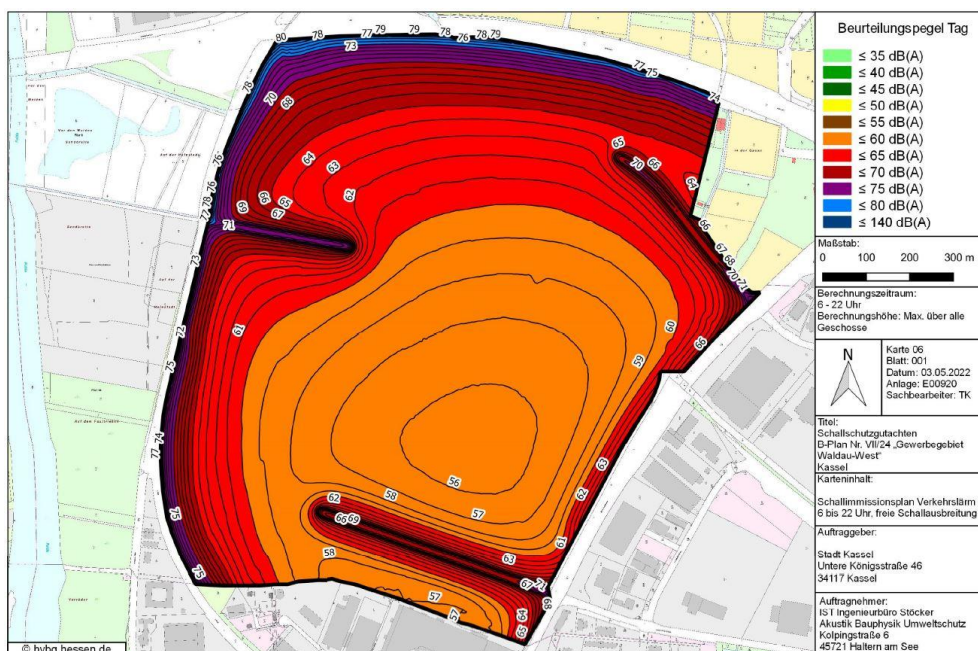 Beurteilungspegel Tag
≤ 35 dB(A)
≤ 40 dB(A)
≤ 45 dB(A)
≤ 50 dB(A)
≤ 55 dB(A)
≤ 60 dB(A)
≤ 65 dB(A)
≤ 70 dB(A)
≤ 75 dB(A)
≤ 80 dB(A)
≤ 140 dB(A)
Maßstab:
0 100 200 300 m
Berechnungszeitraum:
6 - 22 Uhr
Berechnungshöhe: Max. über alle
Geschosse
N
Karte 06
Blatt: 001
Datum: 03.05.2022
Anlage: E00920
Sachbearbeiter: TK
Titel:
Schallschutzgutachten
B-Plan Nr. VII/24 „Gewerbegebiet
Waldau-West"
Kassel
Karteninhalt:
Schallimmissionsplan Verkehrslärm
6 bis 22 Uhr, freie Schallausbreitung
Auftraggeber:
Stadt Kassel
Untere Königsstraße 46
34117 Kassel
Auftragnehmer:
IST Ingenieurbüro Stöcker
Akustik Bauphysik Umweltschutz
Kolpingstraße 6
45721 Haltern am See
80 78 77 79 79 78 76 78 79
73
77 75
74
78
70
68
64
63
62
65
66
67
69
76
76
78
77
71
73
65
66
70
64
66
67
68
70
71
61
72
75
60
59
66
74
77
75
75
56
57
58
62
66 69
63
62
61
63
58
57
57
67
71
68
64
65
© hvbg.hessen.de